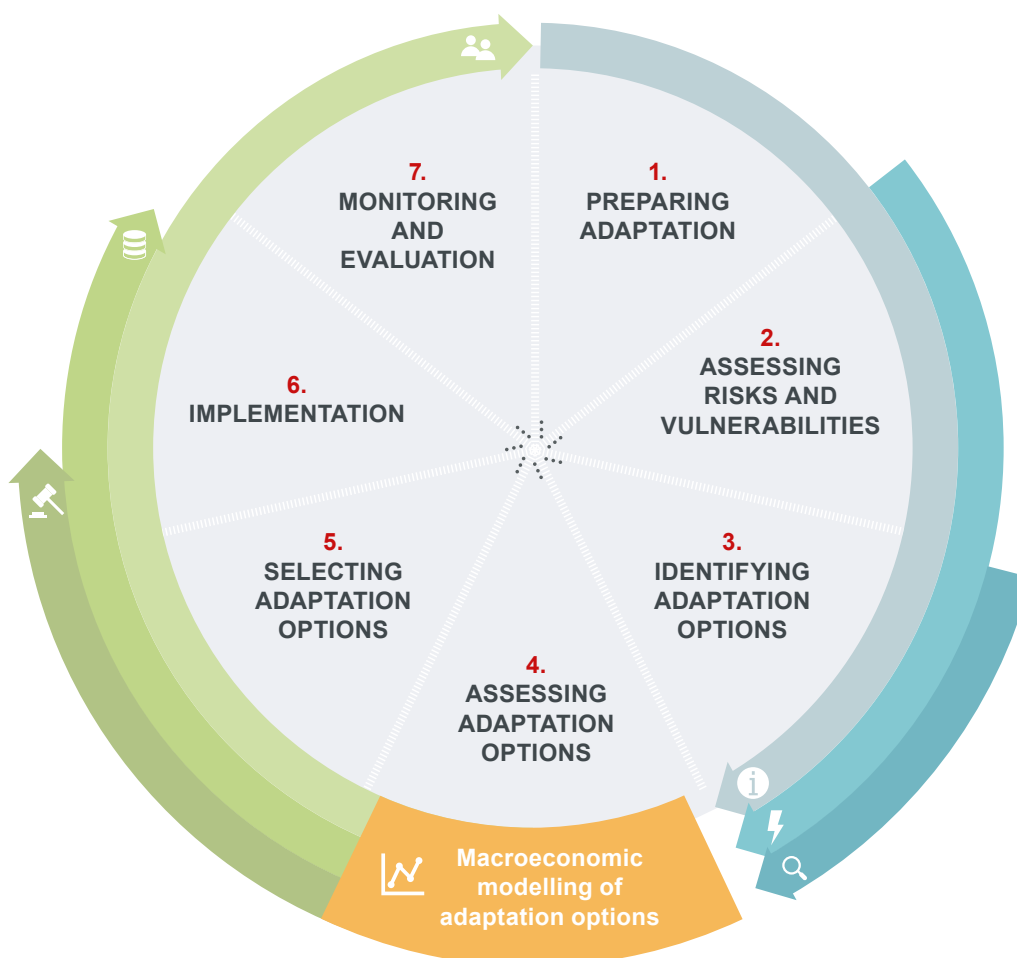 1.
PREPARING
ADAPTATION
2.
ASSESSING
RISKS AND
VULNERABILITIES
3.
IDENTIFYING
ADAPTATION
OPTIONS
4.
ASSESSING
ADAPTATION
OPTIONS
5.
SELECTING
ADAPTATION
OPTIONS
6.
IMPLEMENTATION
7.
MONITORING
AND
EVALUATION
Macroeconomic
modelling of
adaptation options
i